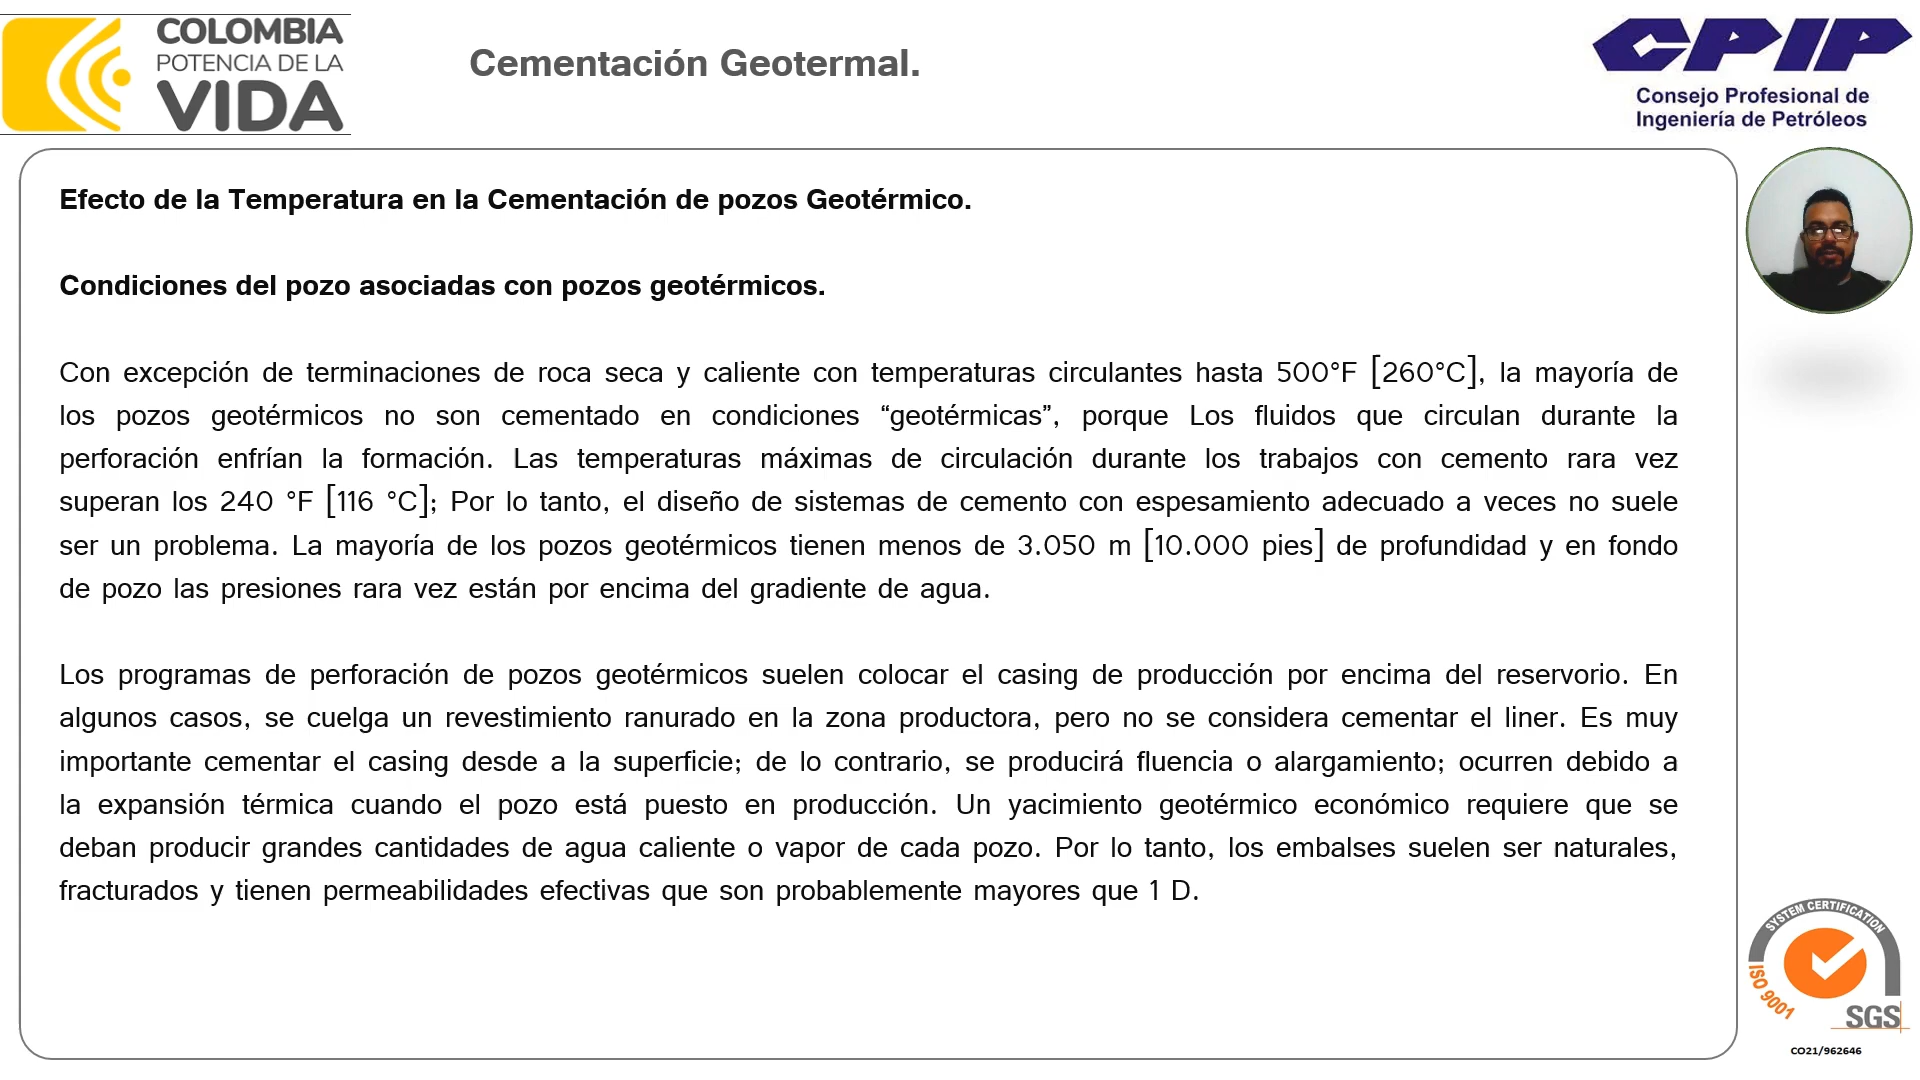 COLOMBIA
POTENCIA DE LA
VIDA
Cementación Geotermal.
CPIP
Consejo Profesional de
Ingeniería de Petróleos
Efecto de la Temperatura en la Cementación de pozos Geotérmico.
Condiciones del pozo asociadas con pozos geotérmicos.
Con excepción de terminaciones de roca seca y caliente con temperaturas circulantes hasta 500°F [260°C], la mayoría de
los pozos geotérmicos no son cementado en condiciones “geotérmicas”, porque Los fluidos que circulan durante la
perforación enfrían la formación. Las temperaturas máximas de circulación durante los trabajos con cemento rara vez
superan los 240 °F [116 °C]; Por lo tanto, el diseño de sistemas de cemento con espesamiento adecuado a veces no suele
ser un problema. La mayoría de los pozos geotérmicos tienen menos de 3.050 m [10.000 pies] de profundidad y en fondo
de pozo las presiones rara vez están por encima del gradiente de agua.
Los programas de perforación de pozos geotérmicos suelen colocar el casing de producción por encima del reservorio. En
algunos casos, se cuelga un revestimiento ranurado en la zona productora, pero no se considera cementar el liner. Es muy
importante cementar el casing desde a la superficie; de lo contrario, se producirá fluencia o alargamiento; ocurren debido a
la expansión térmica cuando el pozo está puesto en producción. Un yacimiento geotérmico económico requiere que se
deban producir grandes cantidades de agua caliente o vapor de cada pozo. Por lo tanto, los embalses suelen ser naturales,
fracturados y tienen permeabilidades efectivas que son probablemente mayores que 1 D.
SYSTEM CERTIFICATION
ISO 9001
SGS
CO21/962646